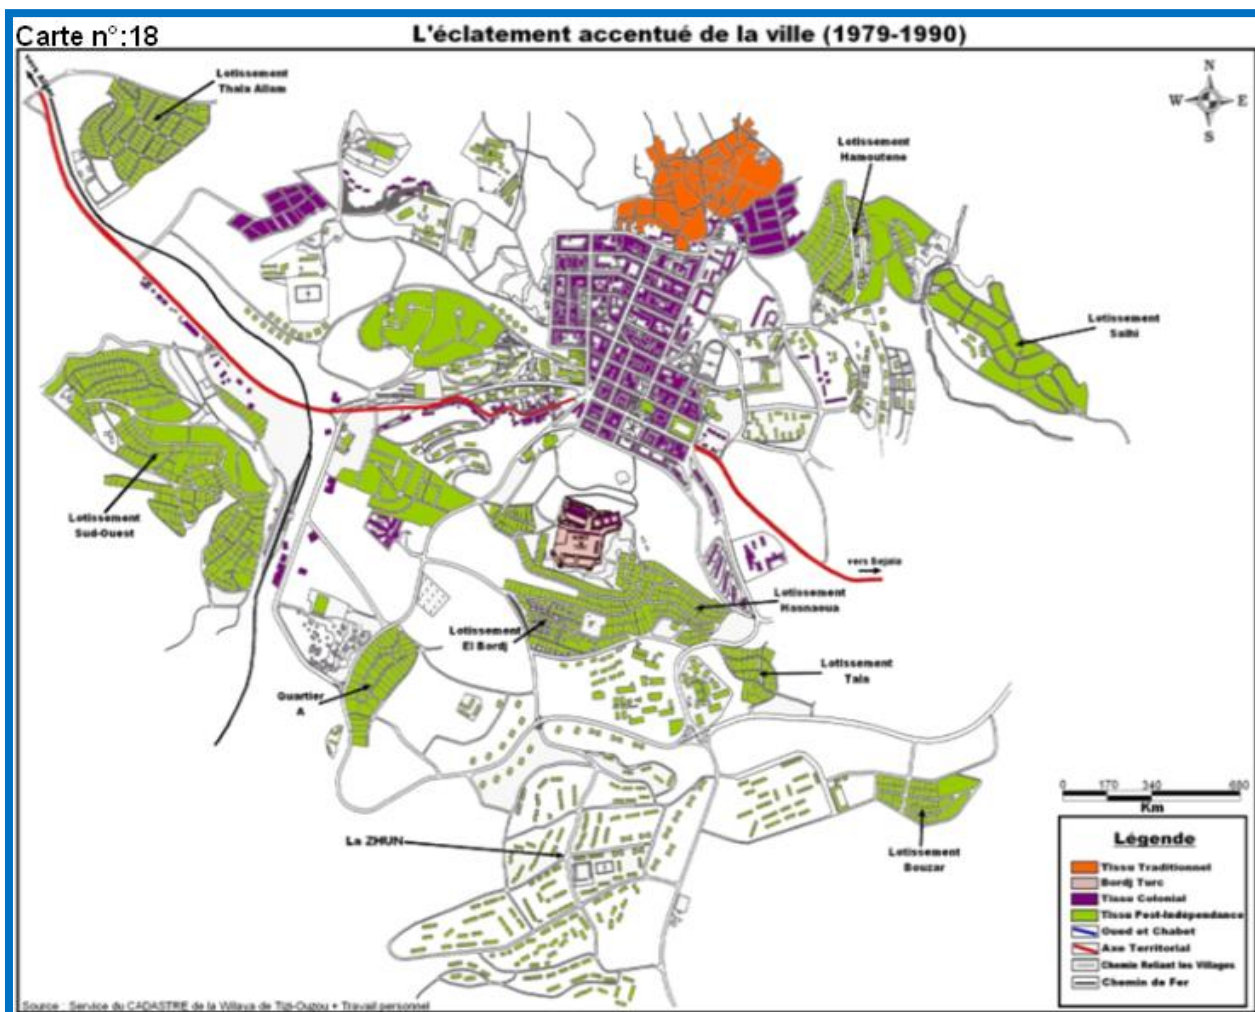 Carte n°:18
L'éclatement accentué de la ville (1979-1990)
Lotissement
Thala Allam
N
W
E
S
Lotissement
Hamoutene
Lotissement
Salhi
Lotissement
Sud-Ouest
vers Bejaia
Lotissement
Hasnaoua
Lotissement
El Bordj
Lotissement
Tala
Quartier
A
La ZHUN
Lotissement
Bouzar
0 170 340 680
Km
Légende
Tissu Traditionnel
Bordj Turc
Tissu Colonial
Tissu Post-Indépendance
Oued et Chabet
Axe Territorial
Chemin Reliant les Villages
Chemin de Fer
Source : Service du CADASTRE de la Willaya de Tizi-Ouzou + Travail personnel